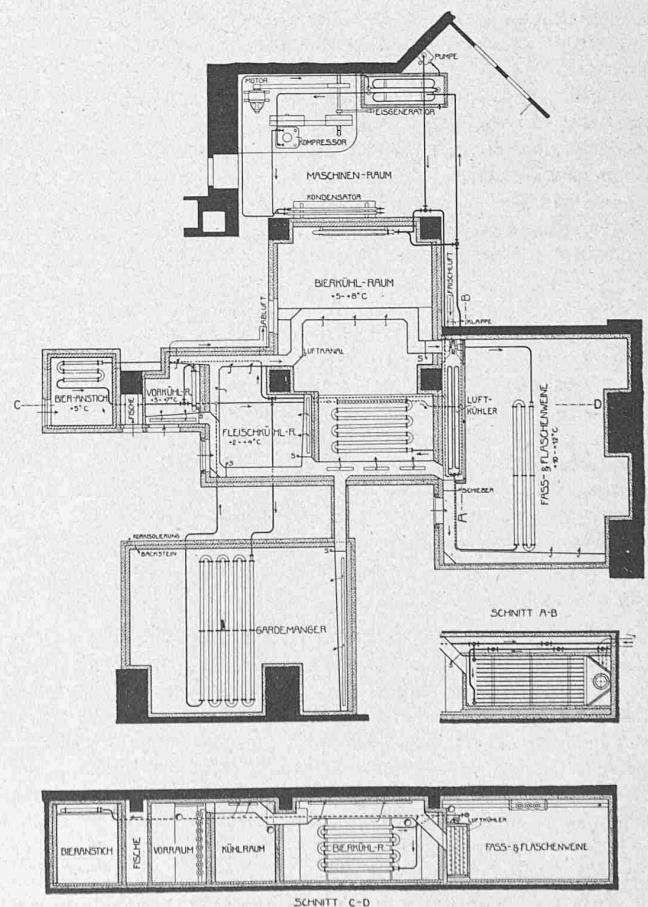 PUMPE
MOTOR
EISGENERATOR
KOMPRESSOR
MASCHINEN-RAUM
KONDENSATOR
BIERKÜHL-RAUM
+5-+8°C
ABLUFT
FRISCHLUFT
B
KLAPPE
LUFTKANAL
S
BIER-ANSTICH
+5°C
FISCHE
VORKÜHL-R.
C
D
FLEISCHKÜHL-R.
+2-+4°C
LUFT-
KÜHLER
FASS- & FLASCHENWEINE
+10-+12°C
S
S
SCHIEBER
A
KORKISOLIERUNG
BACKSTEIN
S
GARDEMANGER
SCHNITT A-B
BIERANSTICH
FISCHE
VORRAUM
KÜHLRAUM
BIERKÜHL-R.
LUFTKÜHLER
FASS- & FLASCHENWEINE
SCHNITT C-D